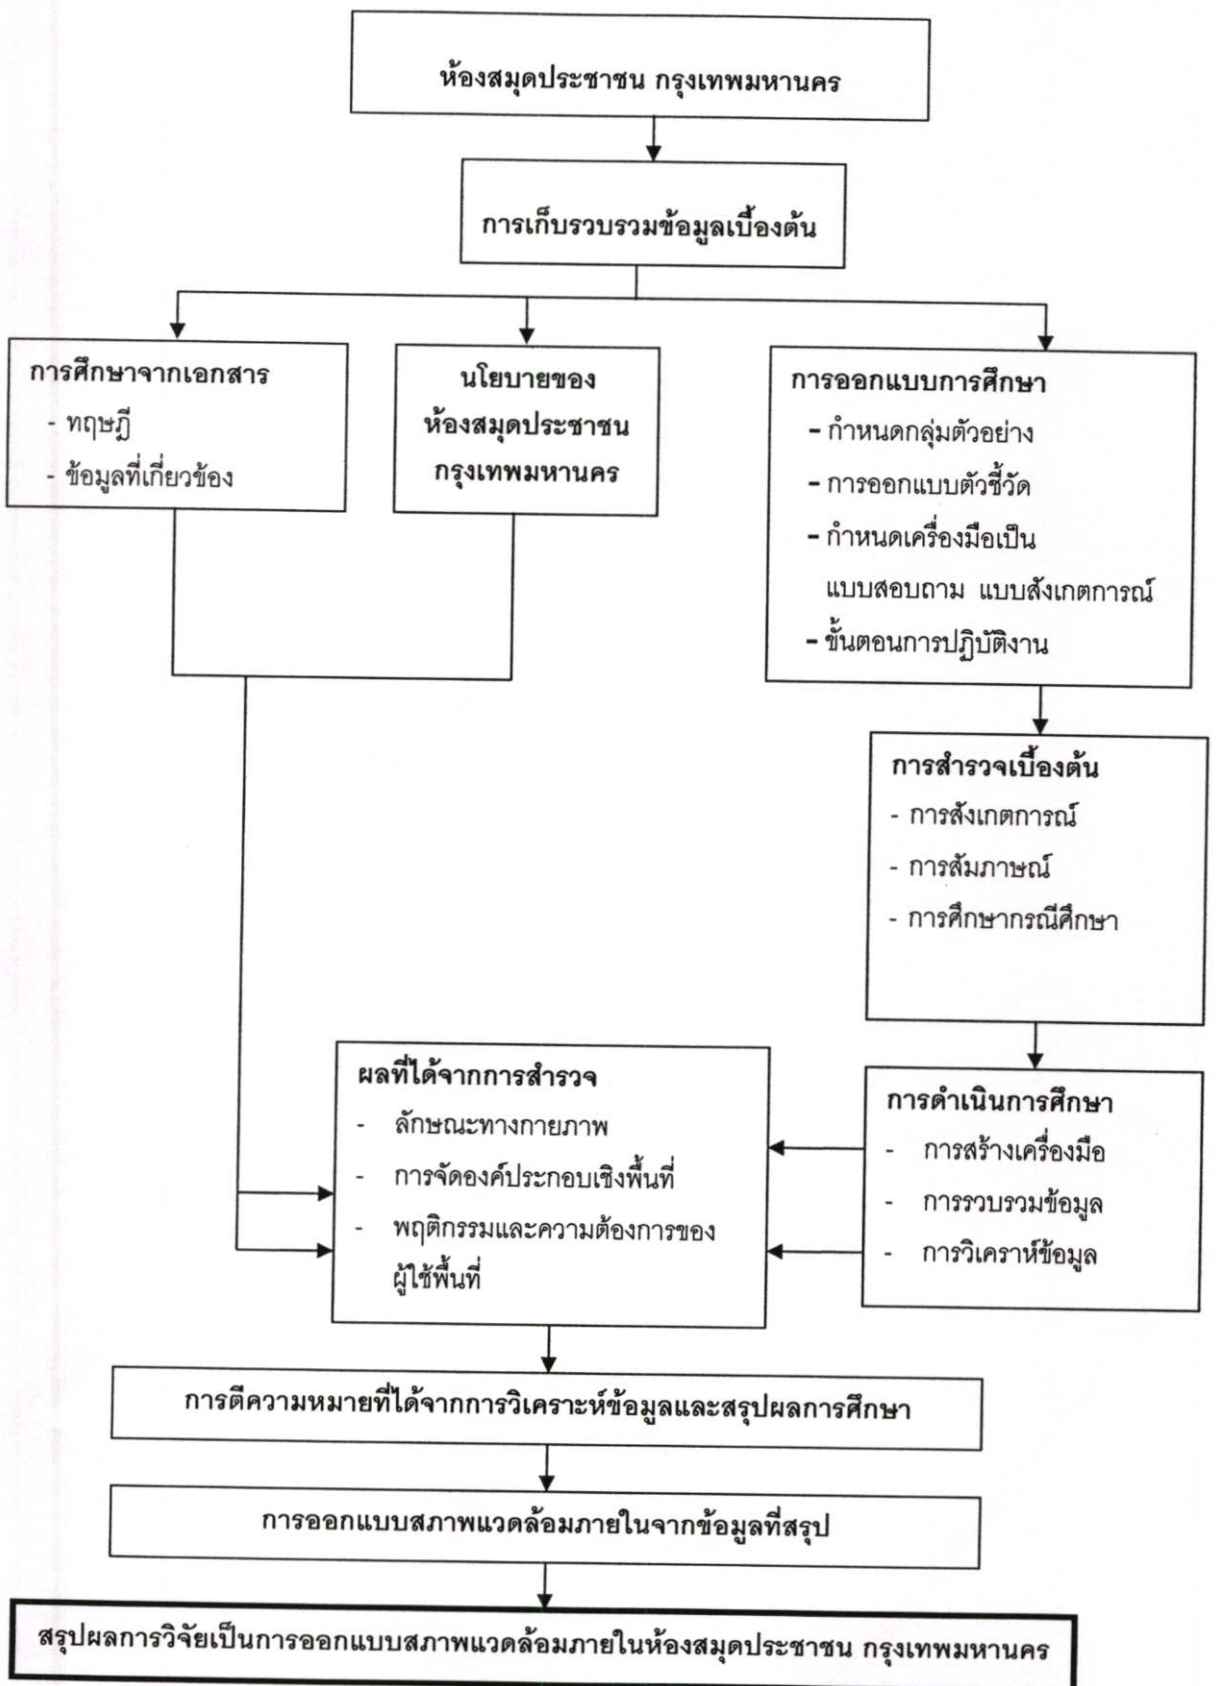 ห้องสมุดประชาชน กรุงเทพมหานคร
การเก็บรวบรวมข้อมูลเบื้องต้น
การศึกษาจากเอกสาร
- ทฤษฎี
- ข้อมูลที่เกี่ยวข้อง
นโยบายของ
ห้องสมุดประชาชน
กรุงเทพมหานคร
การออกแบบการศึกษา
- กำหนดกลุ่มตัวอย่าง
- การออกแบบตัวชี้วัด
- กำหนดเครื่องมือเป็น
แบบสอบถาม แบบสังเกตการณ์
- ขั้นตอนการปฏิบัติงาน
การสำรวจเบื้องต้น
- การสังเกตการณ์
- การสัมภาษณ์
- การศึกษากรณีศึกษา
ผลที่ได้จากการสำรวจ
- ลักษณะทางกายภาพ
- การจัดองค์ประกอบเชิงพื้นที่
- พฤติกรรมและความต้องการของ
ผู้ใช้พื้นที่
การดำเนินการศึกษา
- การสร้างเครื่องมือ
- การรวบรวมข้อมูล
- การวิเคราห์ข้อมูล
การตีความหมายที่ได้จากการวิเคราะห์ข้อมูลและสรุปผลการศึกษา
การออกแบบสภาพแวดล้อมภายในจากข้อมูลที่สรุป
สรุปผลการวิจัยเป็นการออกแบบสภาพแวดล้อมภายในห้องสมุดประชาชน กรุงเทพมหานคร